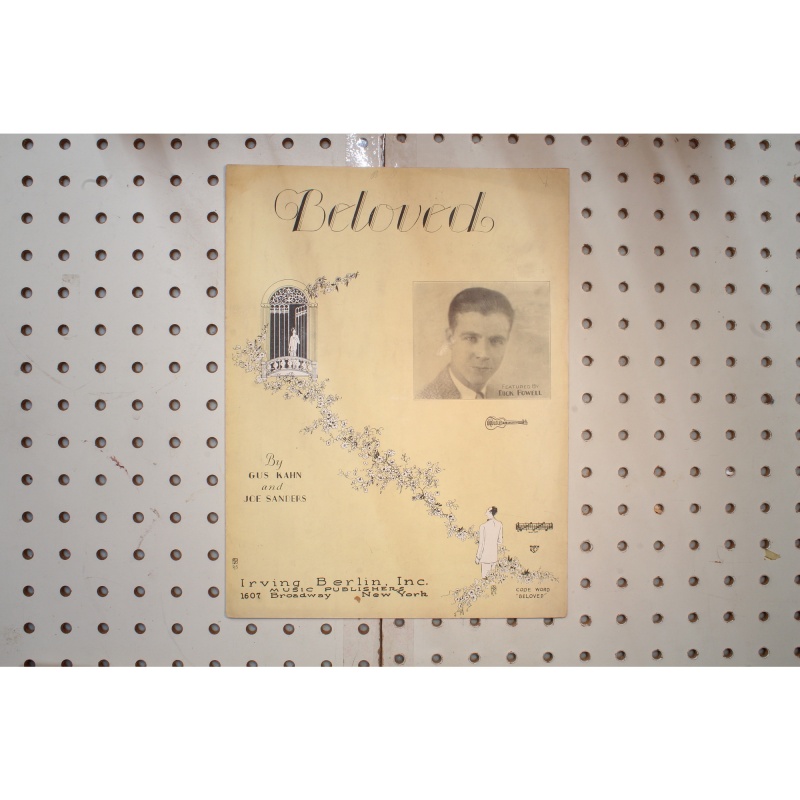 Beloved
FEATURED BY
DICK POWELL
By
GUS KAHN
and
JOE SANDERS
Irving Berlin, Inc.
MUSIC PUBLISHERS
1607 Broadway New York
CODE WORD
"BELOVED"